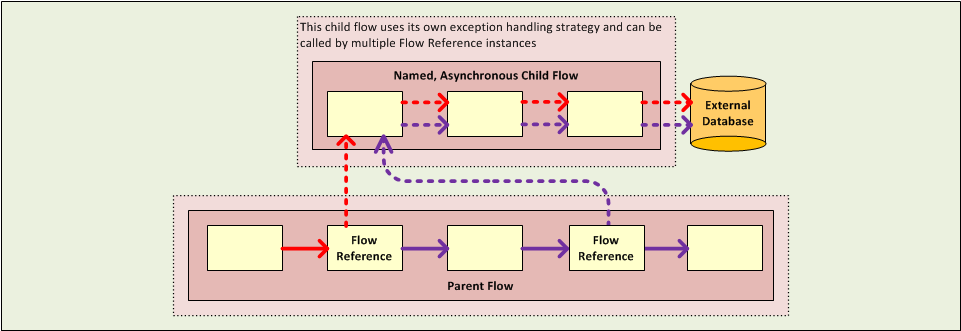 This child flow uses its own exception handling strategy and can be
called by multiple Flow Reference instances
Named, Asynchronous Child Flow
External
Database
Flow
Reference
Flow
Reference
Parent Flow